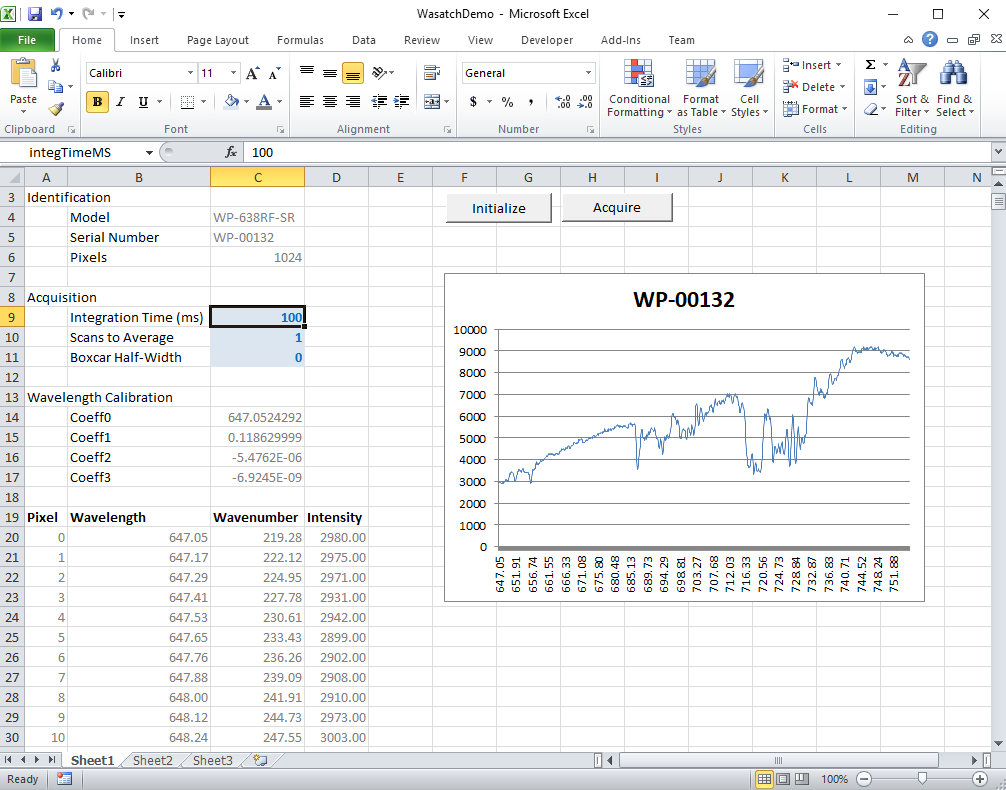 WasatchDemo - Microsoft Excel
File Home Insert Page Layout Formulas Data Review View Developer Add-Ins Team
Calibri 11 General Insert
Paste B I U $ % , Conditional Formatting Format as Table Cell Styles Delete Sort & Filter Find & Select
Format
Clipboard Font Alignment Number Styles Cells Editing
integTimeMS fx 100
A B C D E F G H I J K L M N
3 Identification
4 Model WP-638RF-SR
5 Serial Number WP-00132
6 Pixels 1024
7
8 Acquisition
9 Integration Time (ms) 100
10 Scans to Average 1
11 Boxcar Half-Width 0
12
13 Wavelength Calibration
14 Coeff0 647.0524292
15 Coeff1 0.118629999
16 Coeff2 -5.4762E-06
17 Coeff3 -6.9245E-09
18
19 Pixel Wavelength Wavenumber Intensity
20 0 647.05 219.28 2980.00
21 1 647.17 222.12 2975.00
22 2 647.29 224.95 2971.00
23 3 647.41 227.78 2931.00
24 4 647.53 230.61 2942.00
25 5 647.65 233.43 2899.00
26 6 647.76 236.26 2902.00
27 7 647.88 239.09 2908.00
28 8 648.00 241.91 2910.00
29 9 648.12 244.73 2973.00
30 10 648.24 247.55 3003.00
Initialize Acquire
WP-00132
10000
9000
8000
7000
6000
5000
4000
3000
2000
1000
0
647.05 651.91 656.74 661.55 666.33 671.08 675.80 680.48 685.13 689.73 694.29 698.81 703.27 707.68 712.03 716.33 720.56 724.73 728.84 732.87 736.83 740.71 744.52 748.24 751.88
Sheet1 Sheet2 Sheet3
Ready 100%